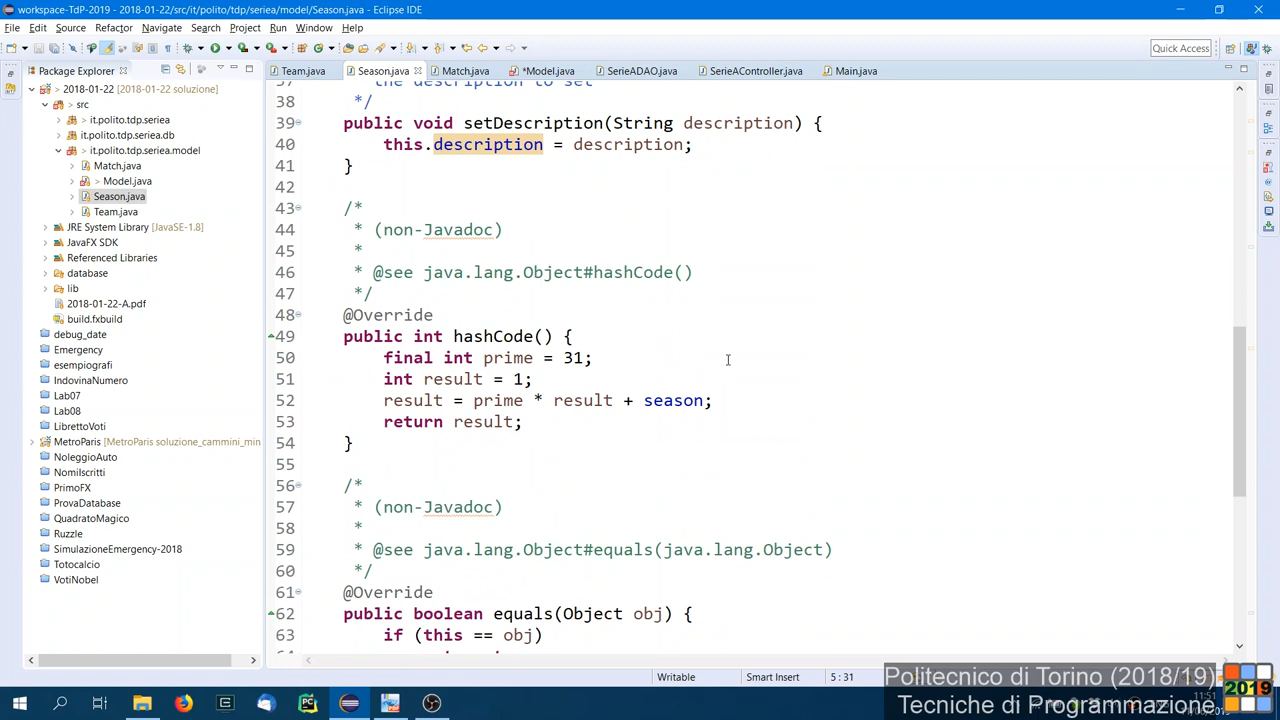 workspace-TdP-2019 - 2018-01-22/src/it/polito/tdp/seriea/model/Season.java - Eclipse IDE
File Edit Source Refactor Navigate Search Project Run Window Help
Quick Access
Package Explorer
Team.java Season.java Match.java *Model.java SerieADAO.java SerieAController.java Main.java
2018-01-22 [2018-01-22 soluzione]
> src
> it.polito.tdp.seriea
it.polito.tdp.seriea.db
> it.polito.tdp.seriea.model
Match.java
> Model.java
Season.java
Team.java
JRE System Library [JavaSE-1.8]
JavaFX SDK
Referenced Libraries
database
lib
2018-01-22-A.pdf
build.fxbuild
debug_date
Emergency
esempiografi
IndovinaNumero
Lab07
Lab08
LibrettoVoti
MetroParis [MetroParis soluzione_cammini_min
NoleggioAuto
NomiIscritti
PrimoFX
ProvaDatabase
QuadratoMagico
Ruzzle
SimulazioneEmergency-2018
Totocalcio
VotiNobel
37 the description to set
38 */
39 public void setDescription(String description) {
40 this.description = description;
41 }
42
43 /*
44 * (non-Javadoc)
45 *
46 * @see java.lang.Object#hashCode()
47 */
48 @Override
49 public int hashCode() {
50 final int prime = 31;
51 int result = 1;
52 result = prime * result + season;
53 return result;
54 }
55
56 /*
57 * (non-Javadoc)
58 *
59 * @see java.lang.Object#equals(java.lang.Object)
60 */
61 @Override
62 public boolean equals(Object obj) {
63 if (this == obj)
Writable Smart Insert 5 : 31
Politecnico di Torino (2018/19)
Tecniche di Programmazione
2019
11:51